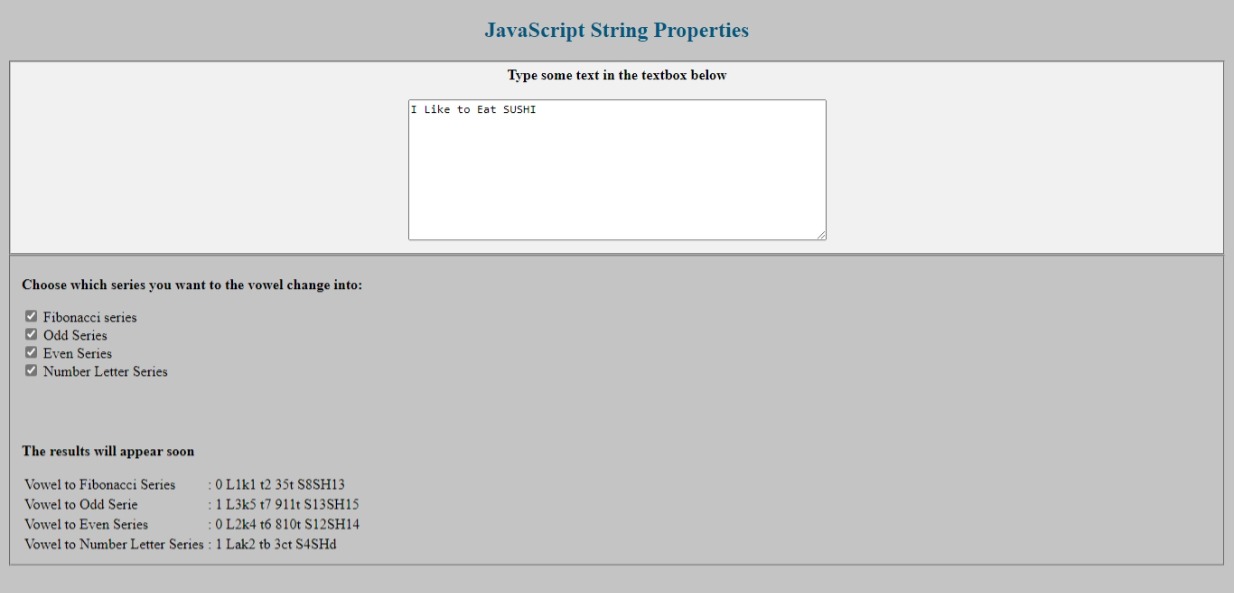 JavaScript String Properties
Type some text in the textbox below
I Like to Eat SUSHI
Choose which series you want to the vowel change into:
Fibonacci series
Odd Series
Even Series
Number Letter Series
The results will appear soon
Vowel to Fibonacci Series : 0 L1k1 t2 35t S8SH13
Vowel to Odd Serie : 1 L3k5 t7 911t S13SH15
Vowel to Even Series : 0 L2k4 t6 810t S12SH14
Vowel to Number Letter Series : 1 Lak2 tb 3ct S4SHd